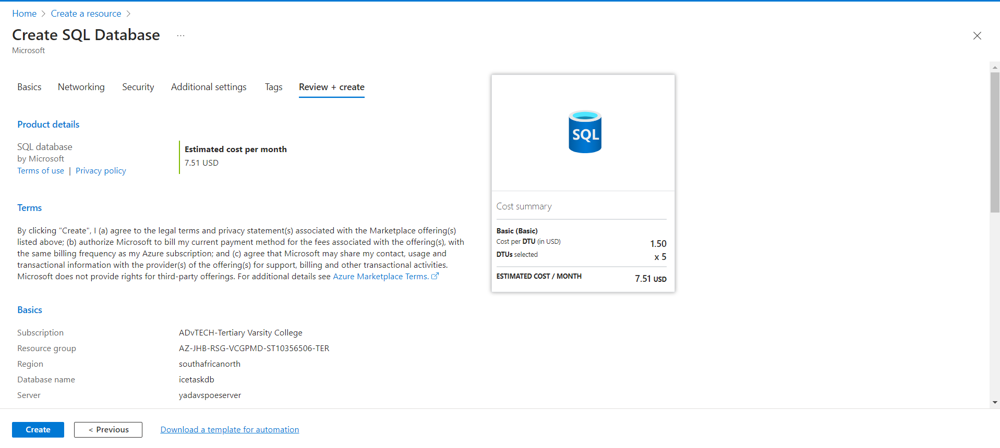 Home > Create a resource >
Create SQL Database ...
Microsoft
Basics Networking Security Additional settings Tags Review + create
Product details
SQL database
by Microsoft
Terms of use | Privacy policy
Estimated cost per month
7.51 USD
Terms
By clicking "Create", I (a) agree to the legal terms and privacy statement(s) associated with the Marketplace offering(s)
listed above; (b) authorize Microsoft to bill my current payment method for the fees associated with the offering(s), with
the same billing frequency as my Azure subscription; and (c) agree that Microsoft may share my contact, usage and
transactional information with the provider(s) of the offering(s) for support, billing and other transactional activities.
Microsoft does not provide rights for third-party offerings. For additional details see Azure Marketplace Terms.
Basics
Subscription ADvTECH-Tertiary Varsity College
Resource group AZ-JHB-RSG-VCGPMD-ST10356506-TER
Region southafricanorth
Database name icetaskdb
Server yadavspoeserver
SQL
Cost summary
Basic (Basic)
Cost per DTU (in USD) 1.50
DTUs selected x 5
ESTIMATED COST / MONTH 7.51 USD
Create < Previous Download a template for automation